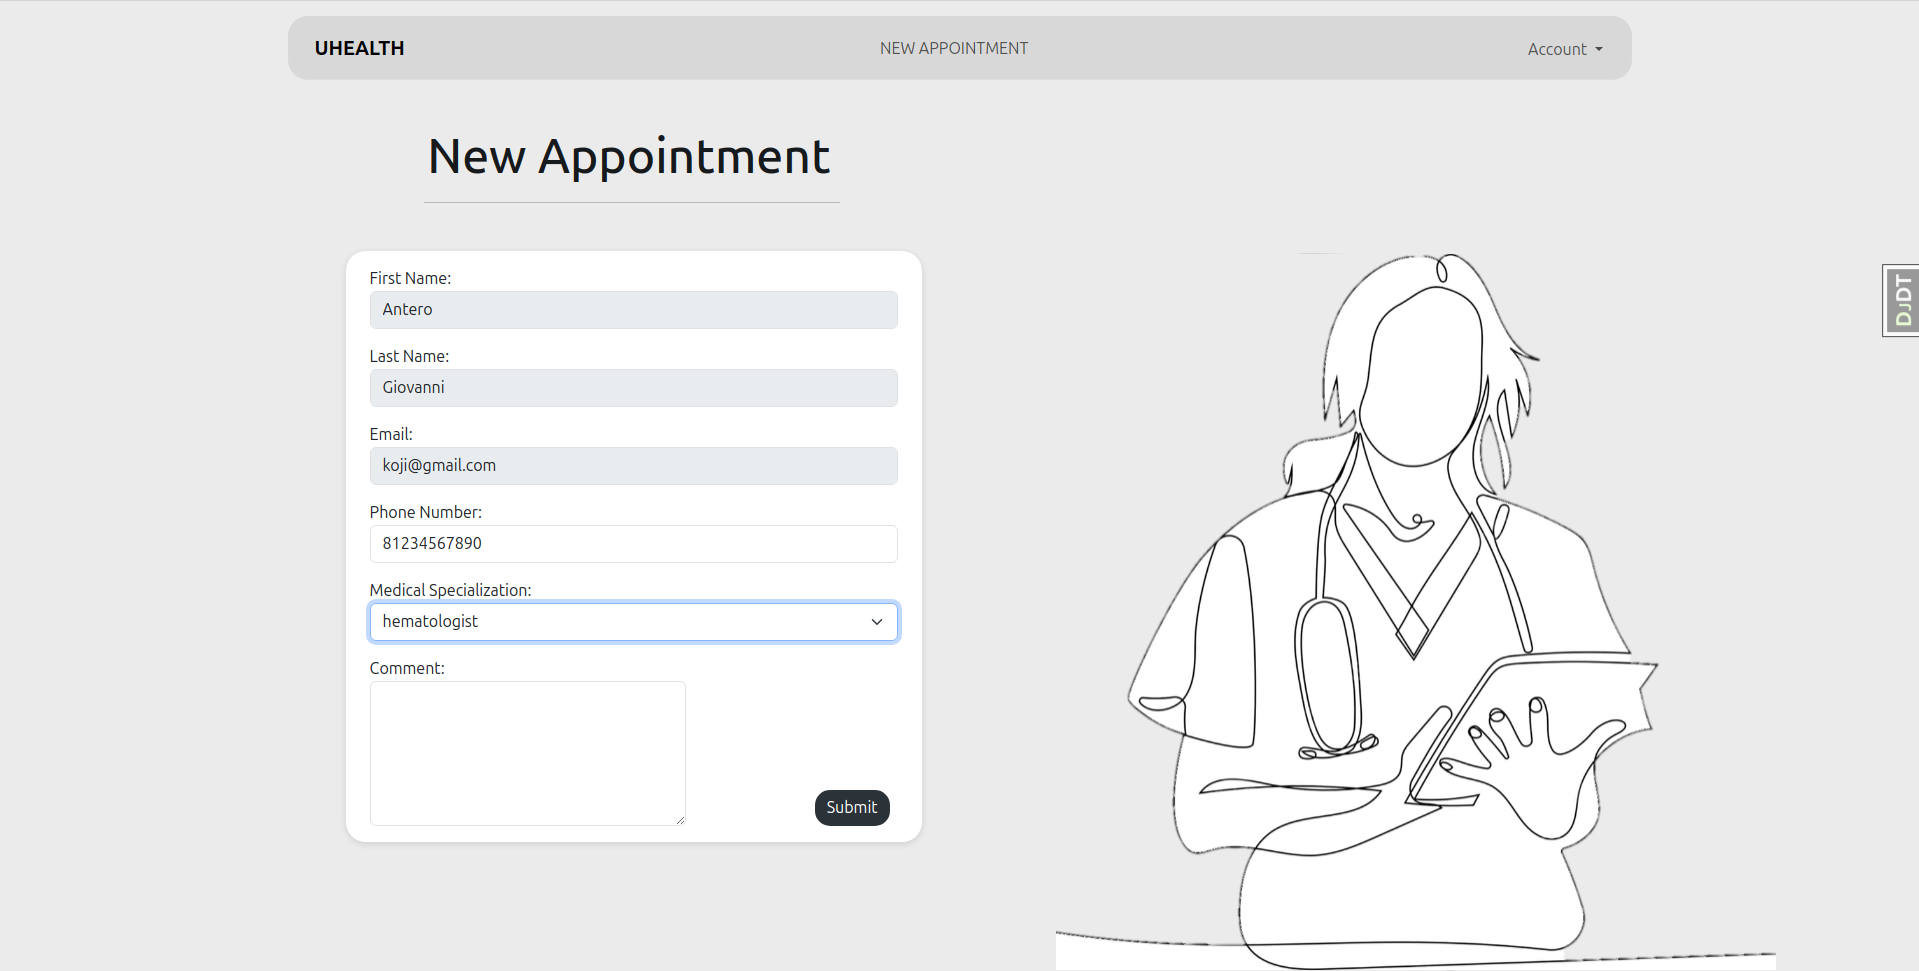 UHEALTH
NEW APPOINTMENT
Account
New Appointment
First Name:
Antero
Last Name:
Giovanni
Email:
koji@gmail.com
Phone Number:
81234567890
Medical Specialization:
hematologist
Comment:
Submit
DJDT